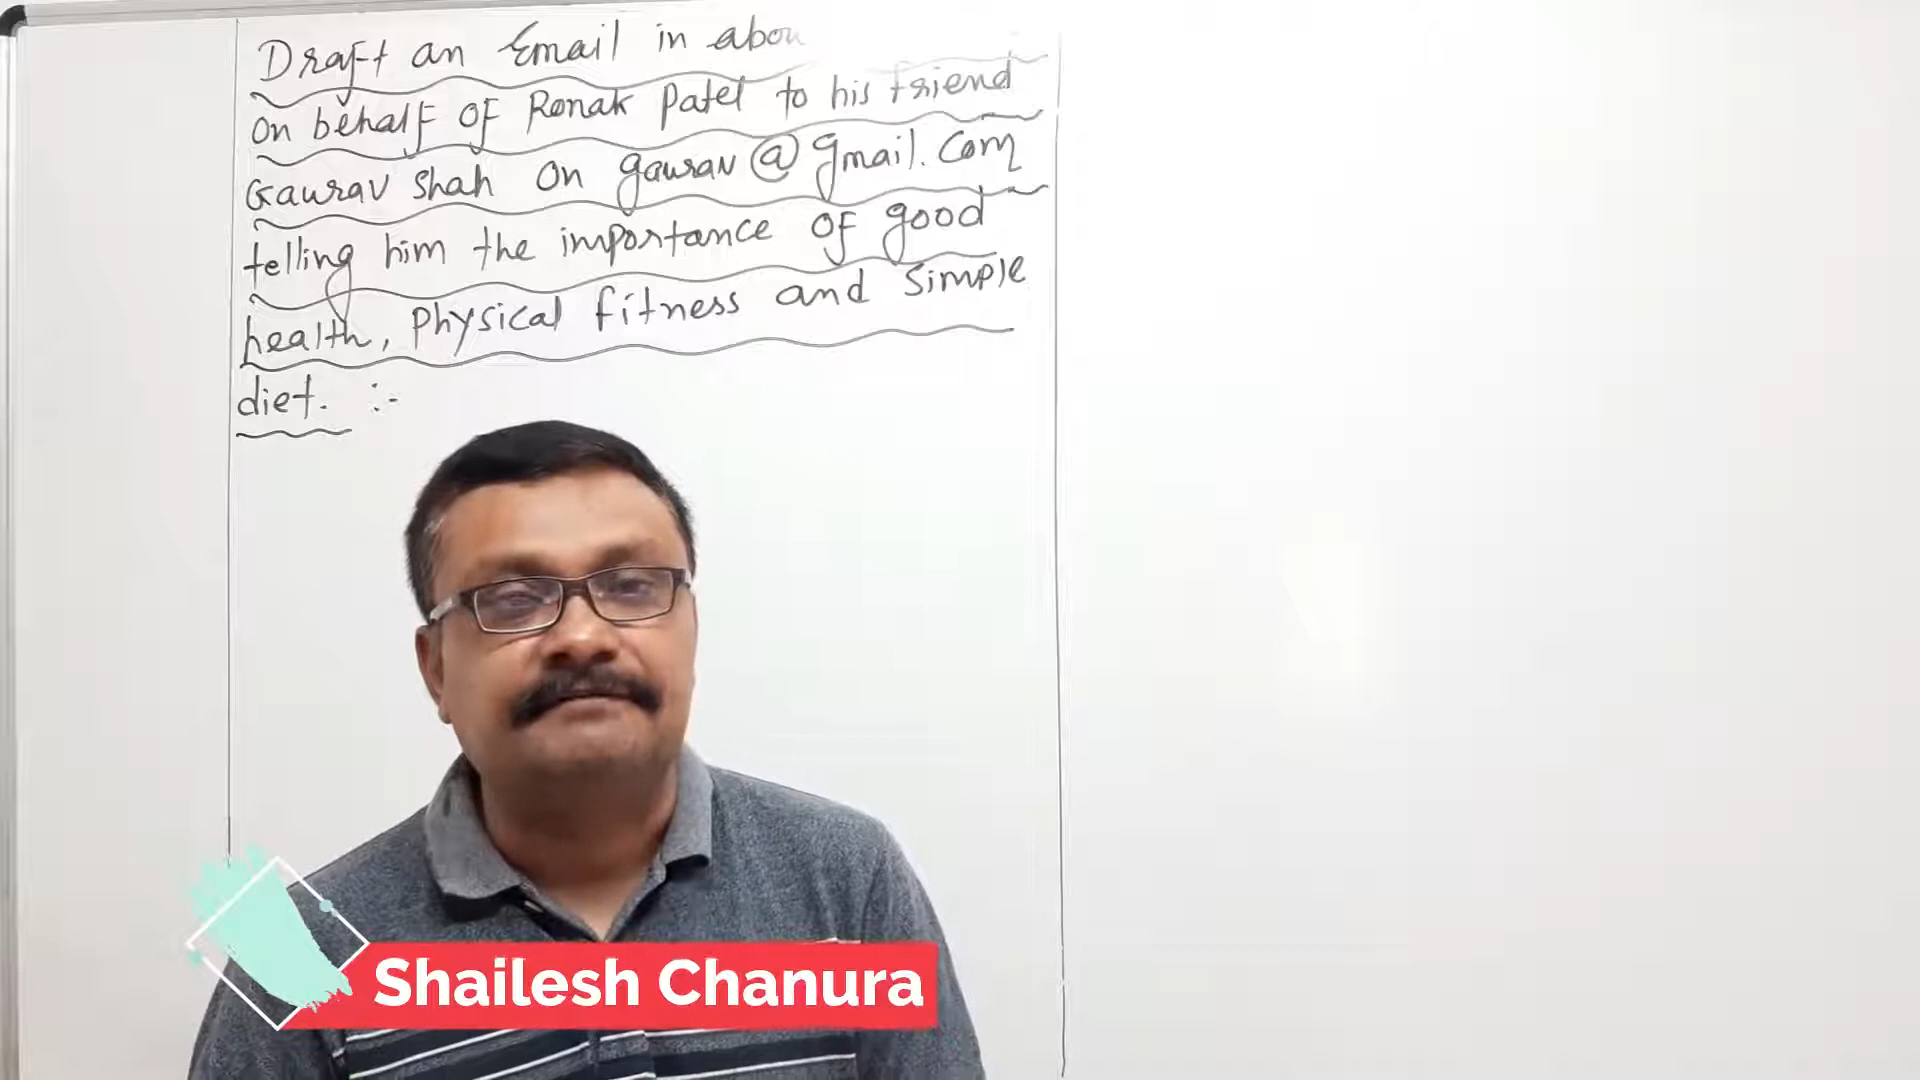 Draft an Email in abou
on behalf of Ronak Patel to his friend
Gaurav Shah on gaurav@gmail.com
telling him the importance of good
health, physical fitness and simple
diet. :-
Shailesh Chanura